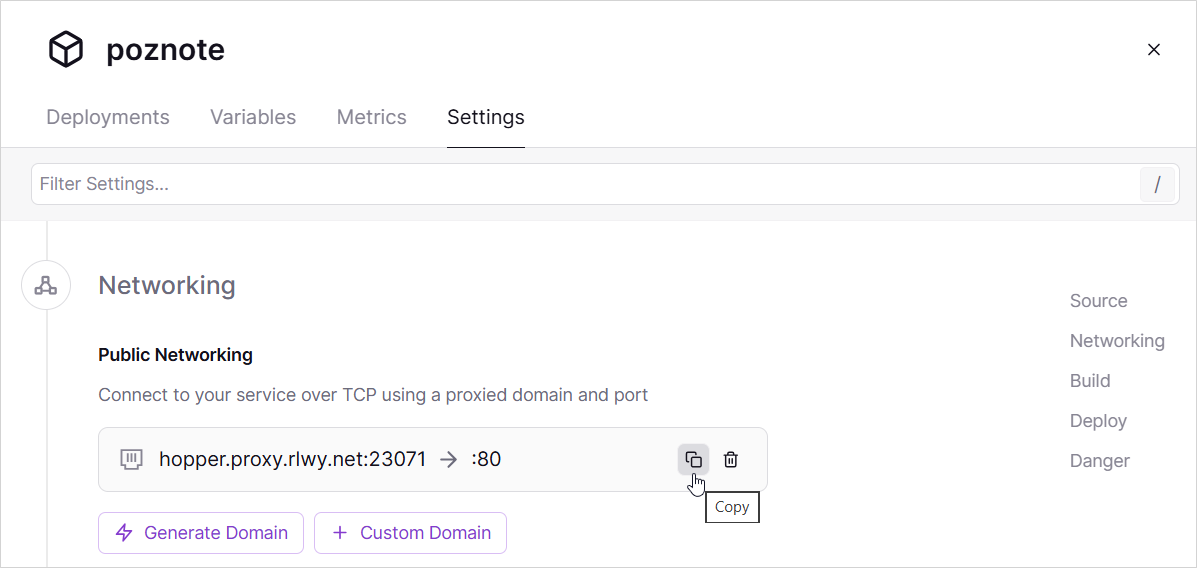 poznote
Deployments Variables Metrics Settings
Filter Settings... /
Networking
Public Networking
Connect to your service over TCP using a proxied domain and port
hopper.proxy.rlwy.net:23071 → :80
Copy
Generate Domain + Custom Domain
Source
Networking
Build
Deploy
Danger